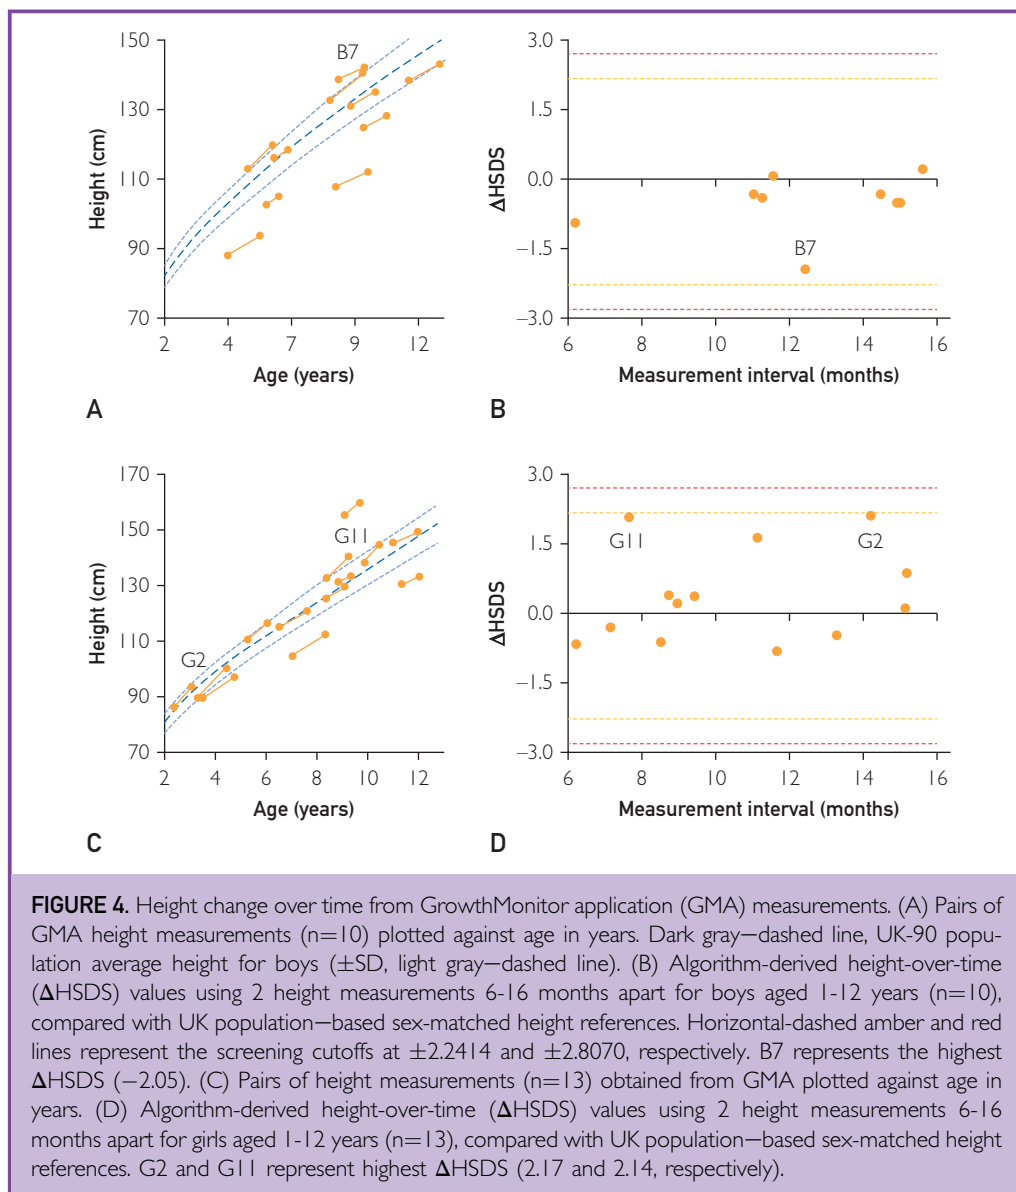 150
130
110
90
70
Height (cm)
B7
2
4
7
9
12
Age (years)
A
3.0
1.5
0.0
−1.5
−3.0
ΔHSDS
B7
6
8
10
12
14
16
Measurement interval (months)
B
170
150
130
110
90
70
Height (cm)
G11
G2
2
4
6
8
10
12
Age (years)
C
3.0
1.5
0.0
−1.5
−3.0
ΔHSDS
G11
G2
6
8
10
12
14
16
Measurement interval (months)
D
FIGURE 4. Height change over time from GrowthMonitor application (GMA) measurements. (A) Pairs of
GMA height measurements (n=10) plotted against age in years. Dark gray–dashed line, UK-90 popu-
lation average height for boys (±SD, light gray–dashed line). (B) Algorithm-derived height-over-time
(ΔHSDS) values using 2 height measurements 6-16 months apart for boys aged 1-12 years (n=10),
compared with UK population–based sex-matched height references. Horizontal-dashed amber and red
lines represent the screening cutoffs at ±2.2414 and ±2.8070, respectively. B7 represents the highest
ΔHSDS (−2.05). (C) Pairs of height measurements (n=13) obtained from GMA plotted against age in
years. (D) Algorithm-derived height-over-time (ΔHSDS) values using 2 height measurements 6-16
months apart for girls aged 1-12 years (n=13), compared with UK population–based sex-matched height
references. G2 and G11 represent highest ΔHSDS (2.17 and 2.14, respectively).